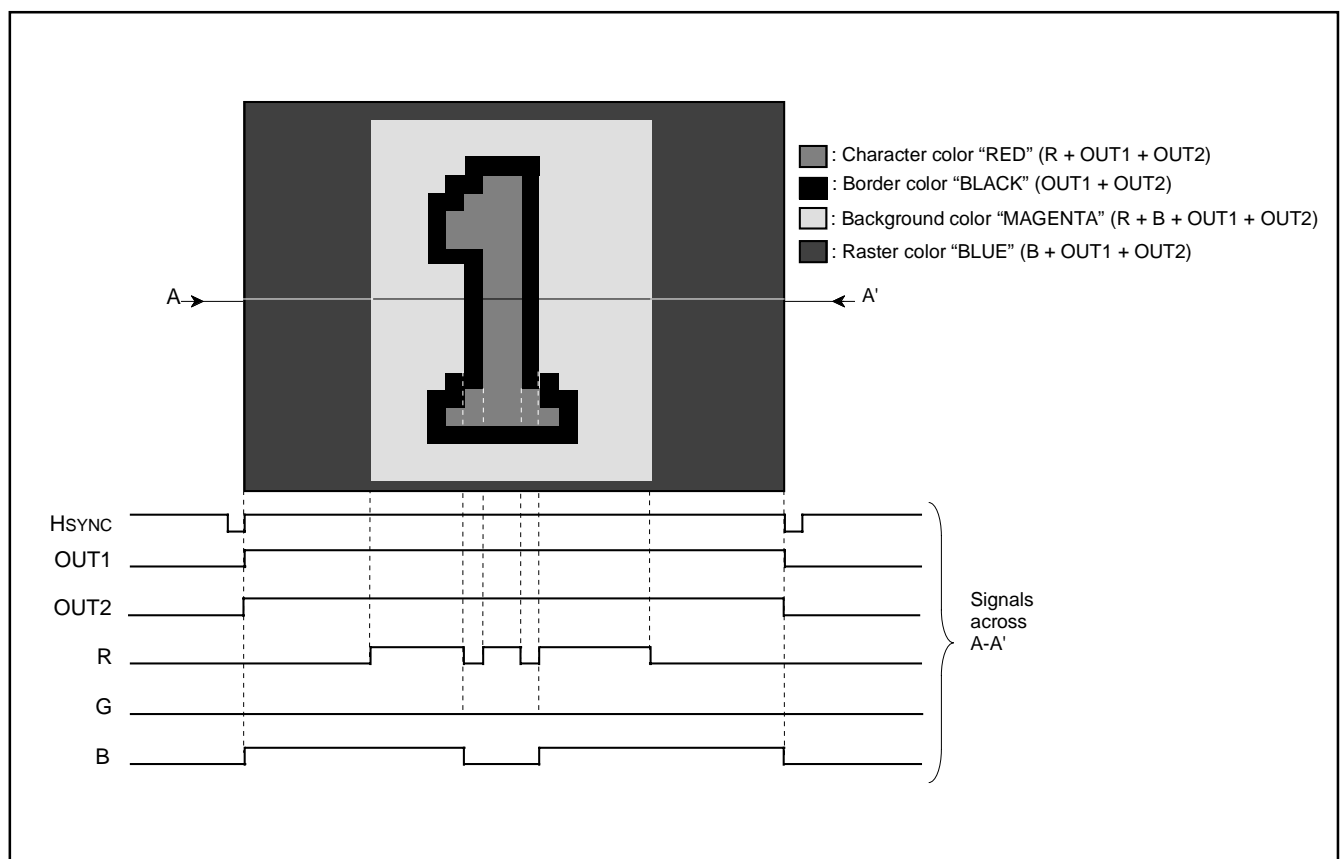 : Character color “RED” (R + OUT1 + OUT2)
: Border color “BLACK” (OUT1 + OUT2)
: Background color “MAGENTA” (R + B + OUT1 + OUT2)
: Raster color “BLUE” (B + OUT1 + OUT2)
1
A
A'
HSYNC
OUT1
OUT2
R
G
B
Signals
across
A-A'